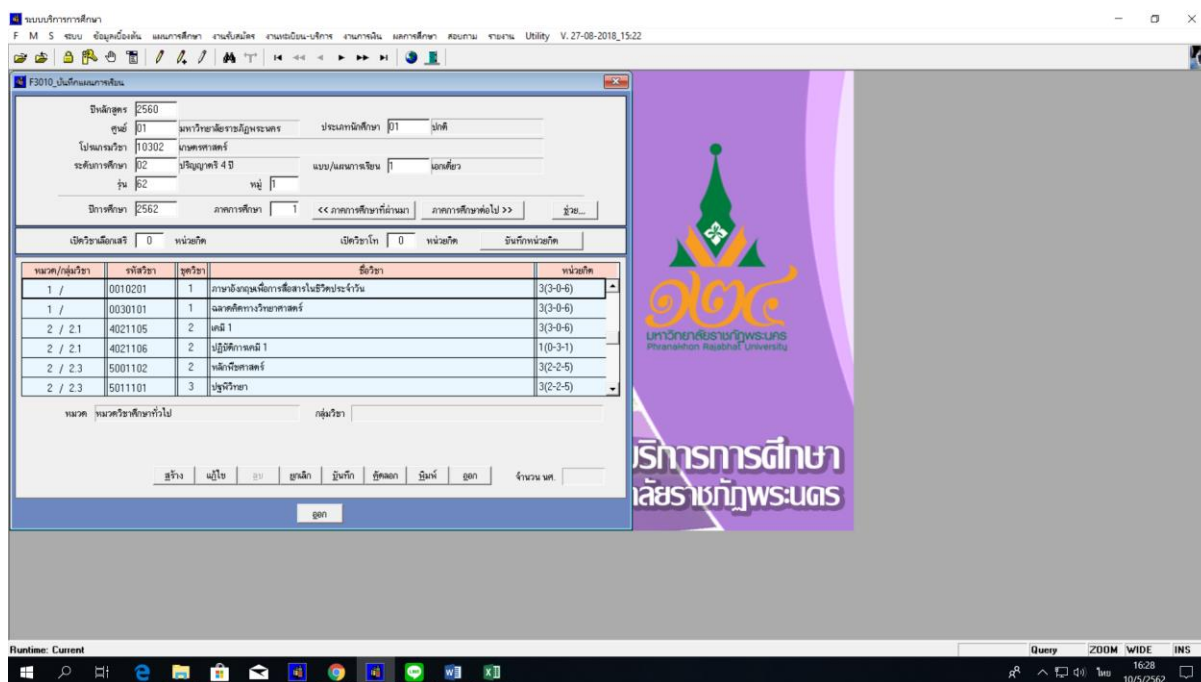 ระบบบริการการศึกษา
F M S ระบบ ข้อมูลเบื้องต้น แผนการศึกษา งานรับสมัคร งานทะเบียน-บริการ งานการเงิน ผลการศึกษา สอบถาม รายงาน Utility V. 27-08-2018_15:22
F3010_บันทึกแผนการเรียน
ปีหลักสูตร 2560
ศูนย์ 01 มหาวิทยาลัยราชภัฏพระนคร ประเภทนักศึกษา 01 ปกติ
โปรแกรมวิชา 10302 เกษตรศาสตร์
ระดับการศึกษา 02 ปริญญาตรี 4 ปี แบบ/แผนการเรียน 1 เอกเดี่ยว
รุ่น 62 หมู่ 1
ปีการศึกษา 2562 ภาคการศึกษา 1 << ภาคการศึกษาที่ผ่านมา ภาคการศึกษาต่อไป >> ช่วย...
เปิดวิชาเลือกเสรี 0 หน่วยกิต เปิดวิชาโท 0 หน่วยกิต บันทึกหน่วยกิต
หมวด/กลุ่มวิชา รหัสวิชา ชุดวิชา ชื่อวิชา หน่วยกิต
1 / 0010201 1 ภาษาอังกฤษเพื่อการสื่อสารในชีวิตประจำวัน 3(3-0-6)
1 / 0030101 1 ฉลาดคิดทางวิทยาศาสตร์ 3(3-0-6)
2 / 2.1 4021105 2 เคมี 1 3(3-0-6)
2 / 2.1 4021106 2 ปฏิบัติการเคมี 1 1(0-3-1)
2 / 2.3 5001102 2 หลักพืชศาสตร์ 3(2-2-5)
2 / 2.3 5011101 3 ปฐพีวิทยา 3(2-2-5)
หมวด หมวดวิชาศึกษาทั่วไป กลุ่มวิชา
สร้าง แก้ไข ลบ ยกเลิก บันทึก คัดลอก พิมพ์ ออก จำนวน นศ.
ออก
๑๒๔
มหาวิทยาลัยราชภัฏพระนคร
Phranakhon Rajabhat University
ริการการศึกษา
ลัยราชภัฏพระนคร
Runtime: Current Query ZOOM WIDE INS
ไทย 16:28
10/5/2562